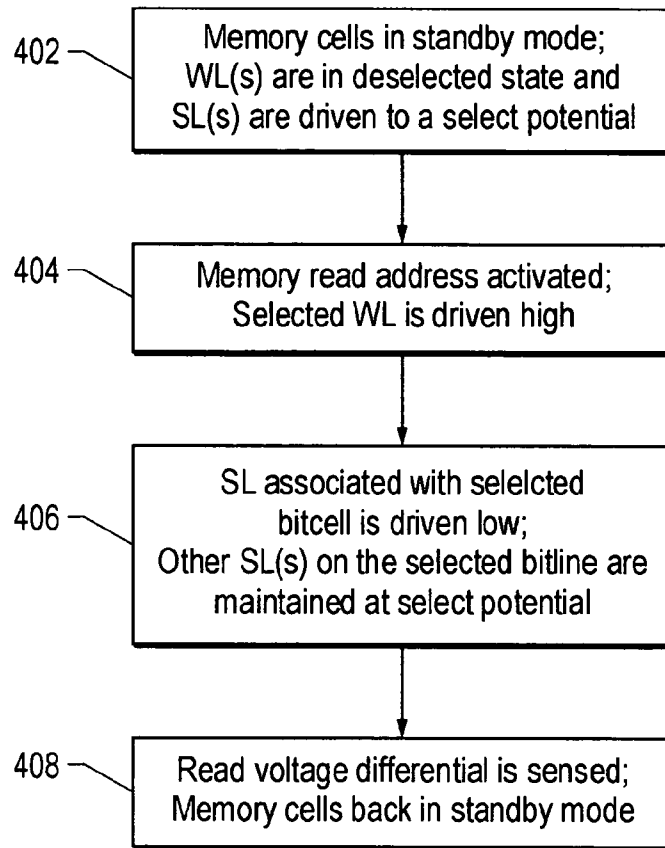 402
Memory cells in standby mode;
WL(s) are in deselected state and
SL(s) are driven to a select potential
404
Memory read address activated;
Selected WL is driven high
406
SL associated with selelcted
bitcell is driven low;
Other SL(s) on the selected bitline are
maintained at select potential
408
Read voltage differential is sensed;
Memory cells back in standby mode